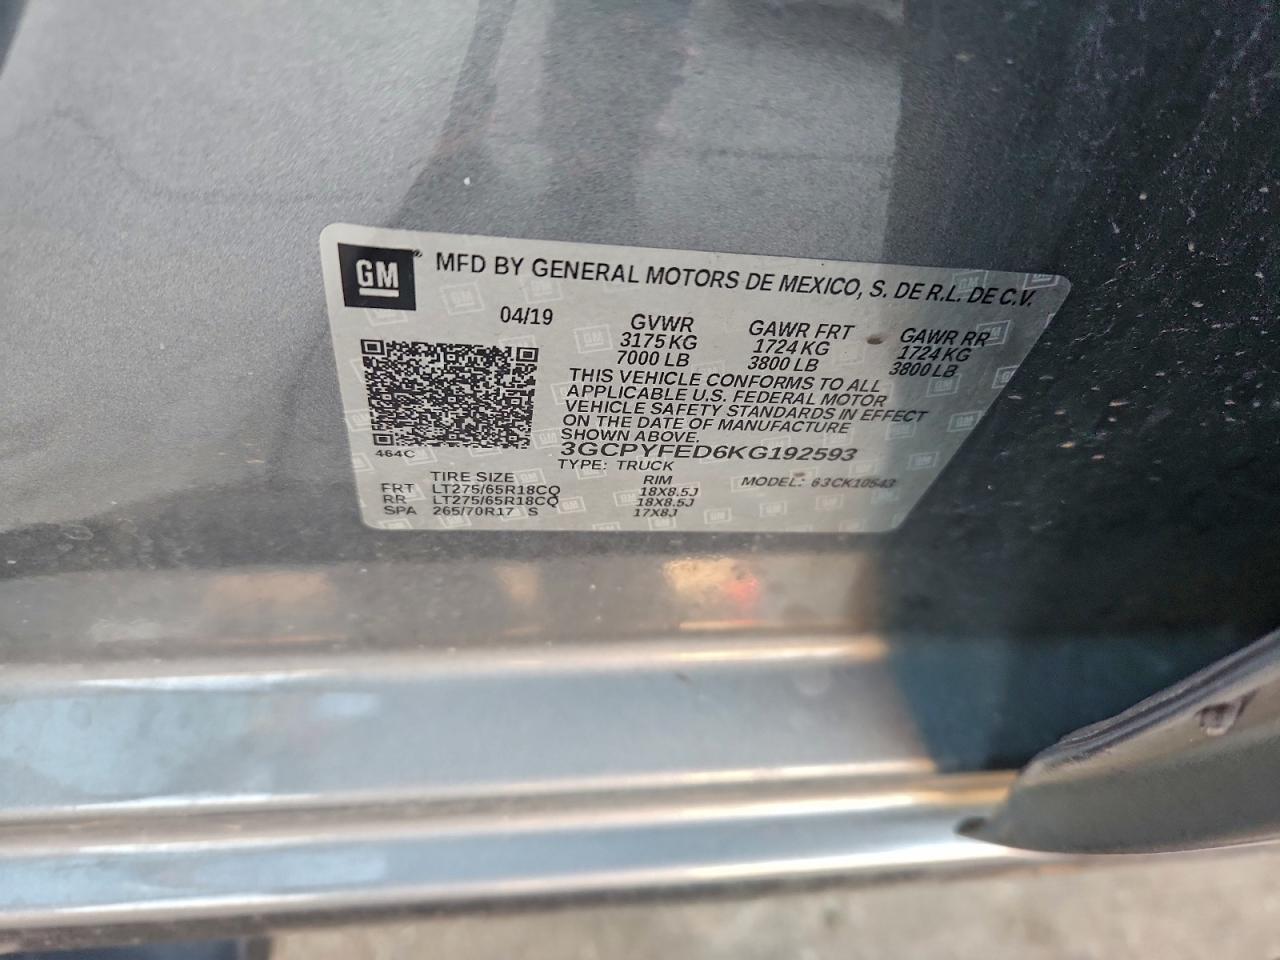 GM® MFD BY GENERAL MOTORS DE MEXICO, S. DE R.L. DE C.V.
04/19 GVWR GAWR FRT GAWR RR
3175 KG 1724 KG 1724 KG
7000 LB 3800 LB 3800 LB
THIS VEHICLE CONFORMS TO ALL
APPLICABLE U.S. FEDERAL MOTOR
VEHICLE SAFETY STANDARDS IN EFFECT
ON THE DATE OF MANUFACTURE
SHOWN ABOVE.
464C 3GCPYFED6KG192593
TYPE: TRUCK
TIRE SIZE RIM MODEL: 63CK10543
FRT LT275/65R18CQ 18X8.5J
RR LT275/65R18CQ 18X8.5J
SPA 265/70R17 S 17X8J